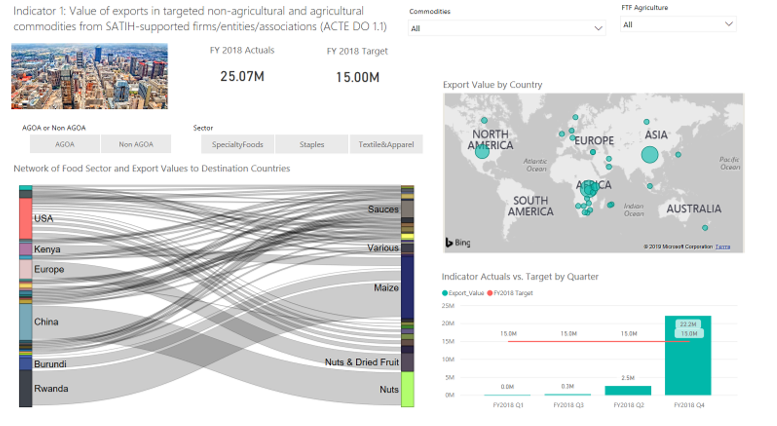 Indicator 1: Value of exports in targeted non-agricultural and agricultural
commodities from SATIH-supported firms/entities/associations (ACTE DO 1.1)
Commodities
All
FTF Agriculture
All
FY 2018 Actuals
25.07M
FY 2018 Target
15.00M
AGOA or Non AGOA
AGOA
Non AGOA
Sector
SpecialtyFoods
Staples
Textile&Apparel
Network of Food Sector and Export Values to Destination Countries
USA
Kenya
Europe
China
Burundi
Rwanda
Sauces
Various
Maize
Nuts & Dried Fruit
Nuts
Export Value by Country
NORTH
AMERICA
EUROPE
ASIA
Atlantic
Ocean
Pacific
Ocean
AFRICA
SOUTH
AMERICA
Indian
Ocean
AUSTRALIA
Bing
© 2019 Microsoft Corporation Terms
Indicator Actuals vs. Target by Quarter
Export_Value
FY2018 Target
25M
20M
15M
10M
5M
0M
15.0M
15.0M
15.0M
22.2M
15.0M
0.0M
0.3M
2.5M
FY2018 Q1
FY2018 Q3
FY2018 Q2
FY2018 Q4